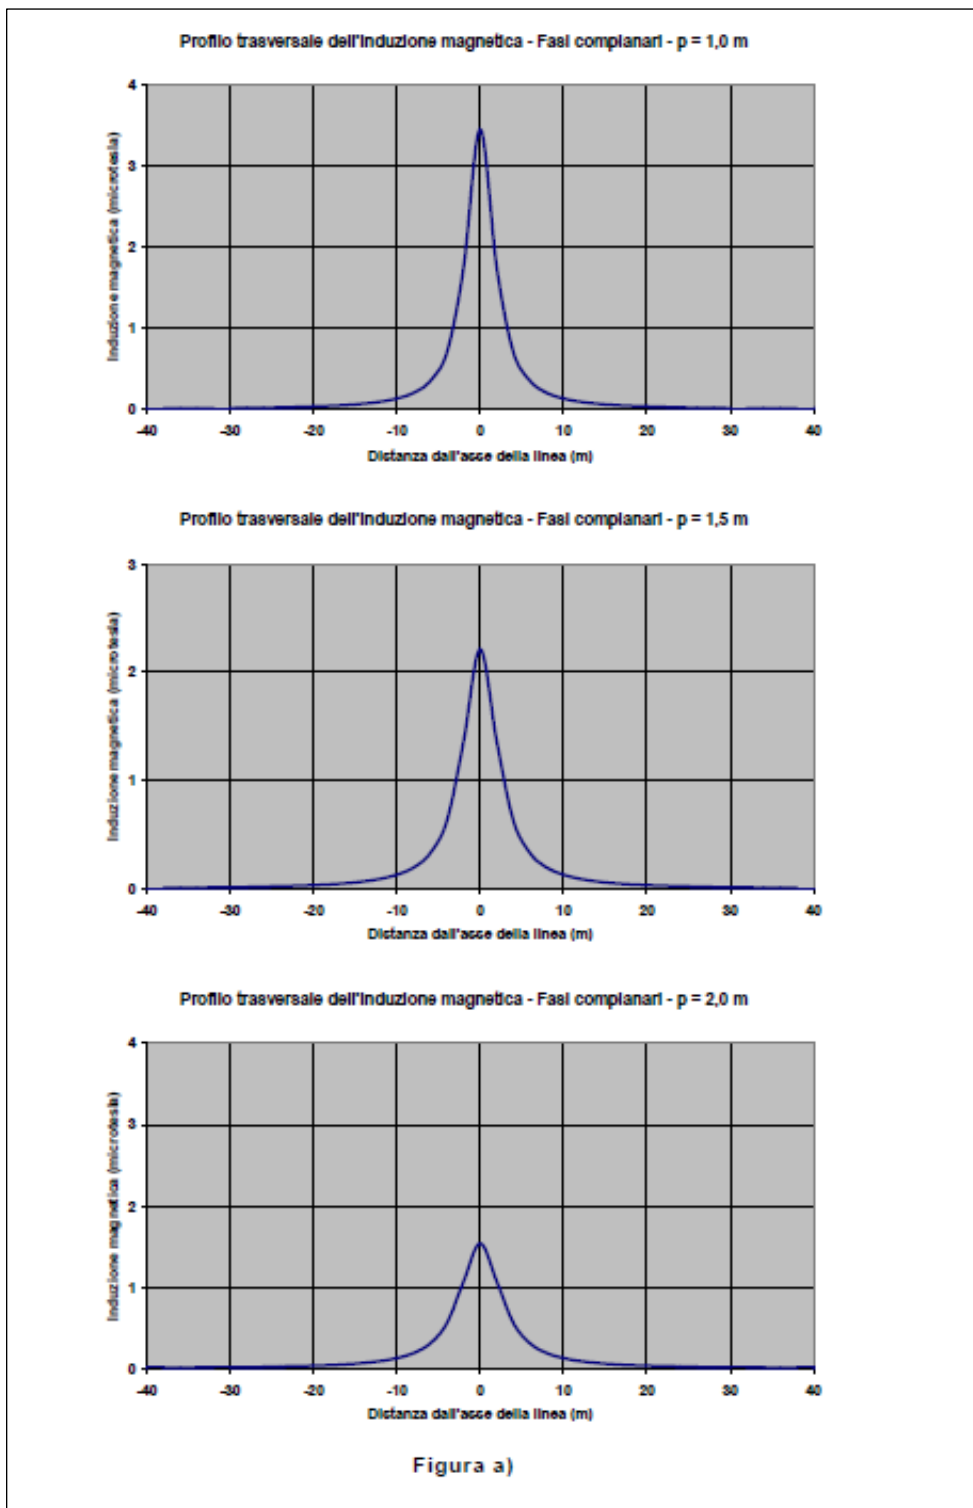 Profilo trasversale dell'induzione magnetica - Fasi complanari - p = 1,0 m
4
3
2
1
0
Induzione magnetica (microtesla)
-40 -30 -20 -10 0 10 20 30 40
Distanza dall'asse della linea (m)
Profilo trasversale dell'induzione magnetica - Fasi complanari - p = 1,5 m
3
2
1
0
Induzione magnetica (microtesla)
-40 -30 -20 -10 0 10 20 30 40
Distanza dall'asse della linea (m)
Profilo trasversale dell'induzione magnetica - Fasi complanari - p = 2,0 m
4
3
2
1
0
Induzione magnetica (microtesla)
-40 -30 -20 -10 0 10 20 30 40
Distanza dall'asse della linea (m)
Figura a)